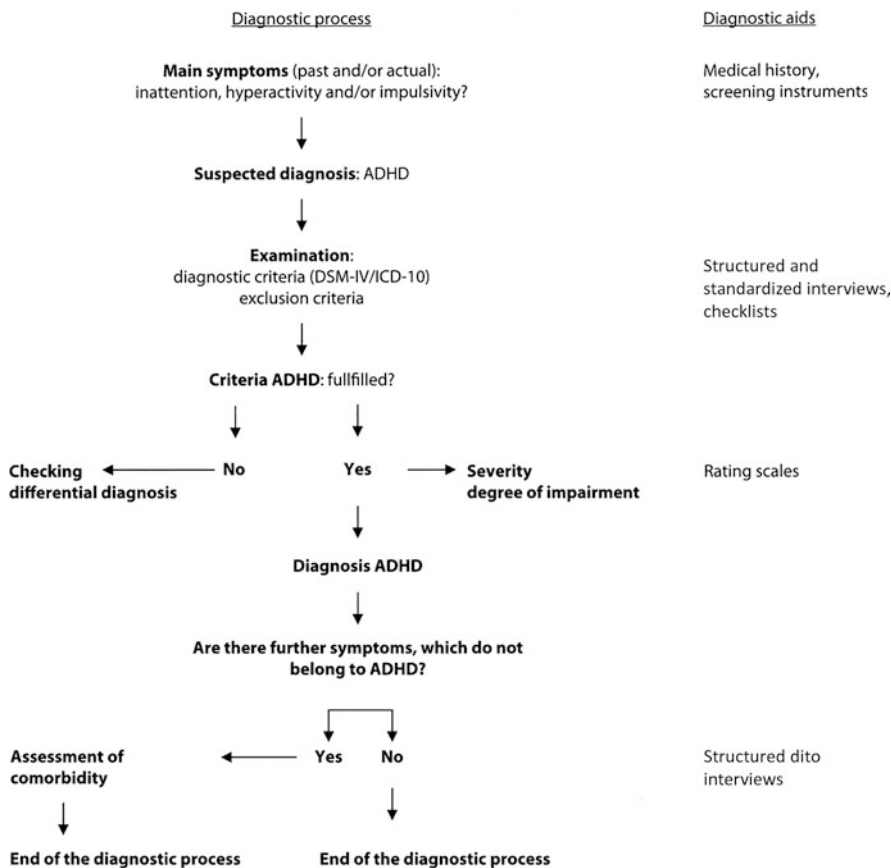 Diagnostic process
Diagnostic aids
Main symptoms (past and/or actual):
inattention, hyperactivity and/or impulsivity?
Medical history,
screening instruments
Suspected diagnosis: ADHD
Examination:
diagnostic criteria (DSM-IV/ICD-10)
exclusion criteria
Structured and
standardized interviews,
checklists
Criteria ADHD: fullfilled?
Checking
differential diagnosis
No
Yes
Severity
degree of impairment
Rating scales
Diagnosis ADHD
Are there further symptoms, which do not
belong to ADHD?
Assessment of
comorbidity
Yes
No
Structured dito
interviews
End of the diagnostic process
End of the diagnostic process